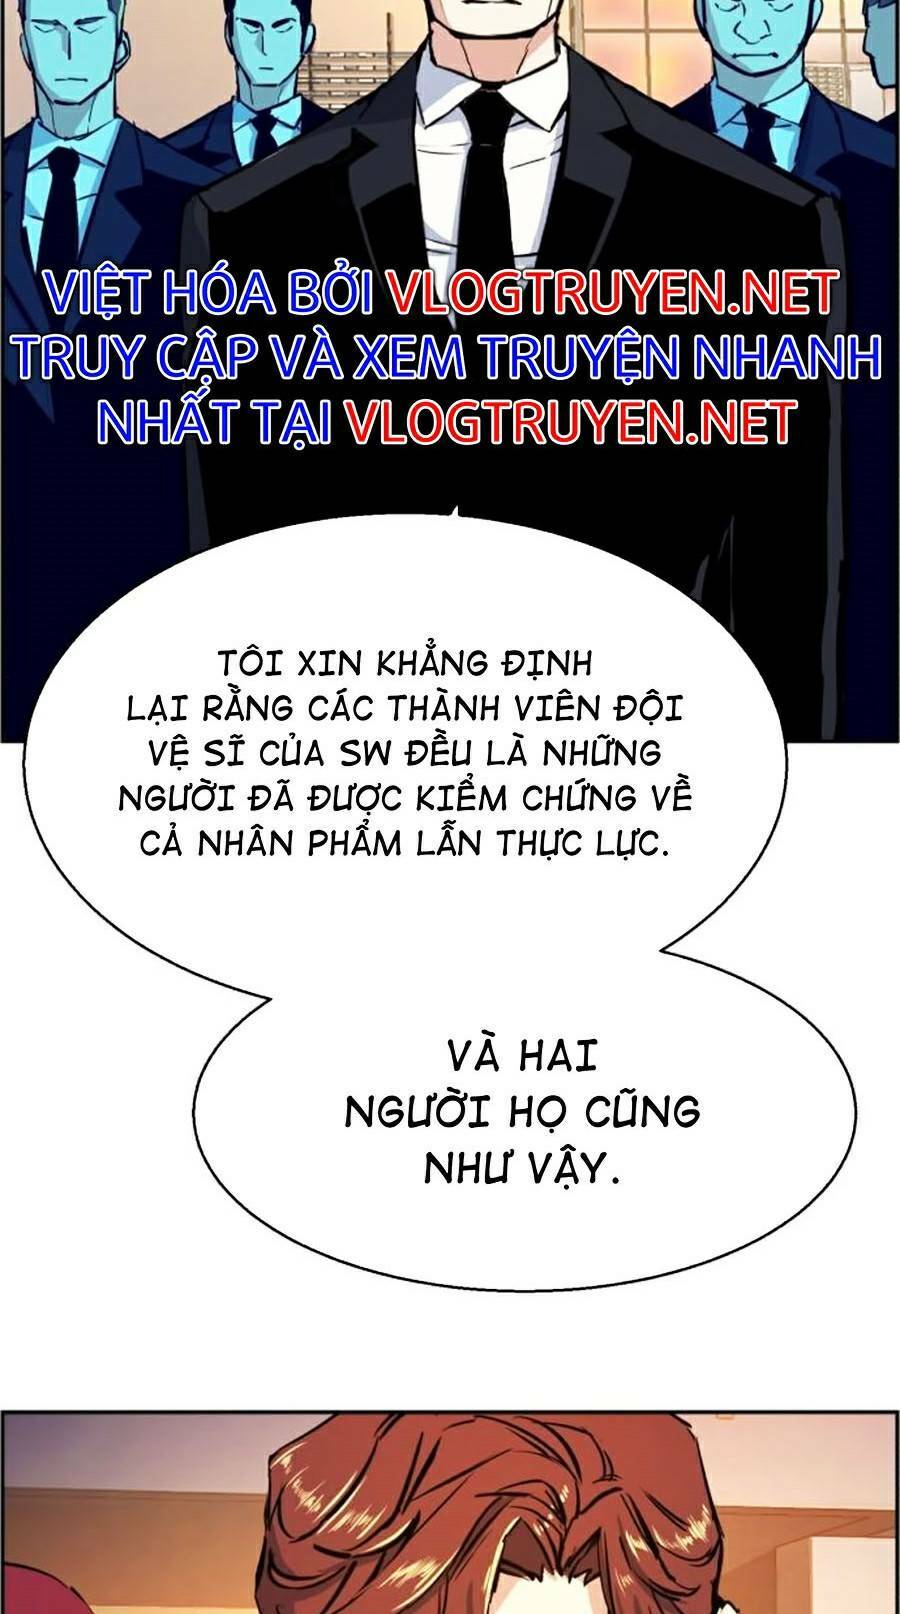 VIỆT HÓA BỞI VLOGTRUYEN.NET
TRUY CẬP VÀ XEM TRUYỆN NHANH
NHẤT TẠI VLOGTRUYEN.NET
TÔI XIN KHẲNG ĐỊNH
LẠI RẰNG CÁC THÀNH VIÊN ĐỘI
VỆ SĨ CỦA SW ĐỀU LÀ NHỮNG
NGƯỜI ĐÃ ĐƯỢC KIỂM CHỨNG VỀ
CẢ NHÂN PHẨM LẪN THỰC LỰC.
VÀ HAI
NGƯỜI HỌ CŨNG
NHƯ VẬY.